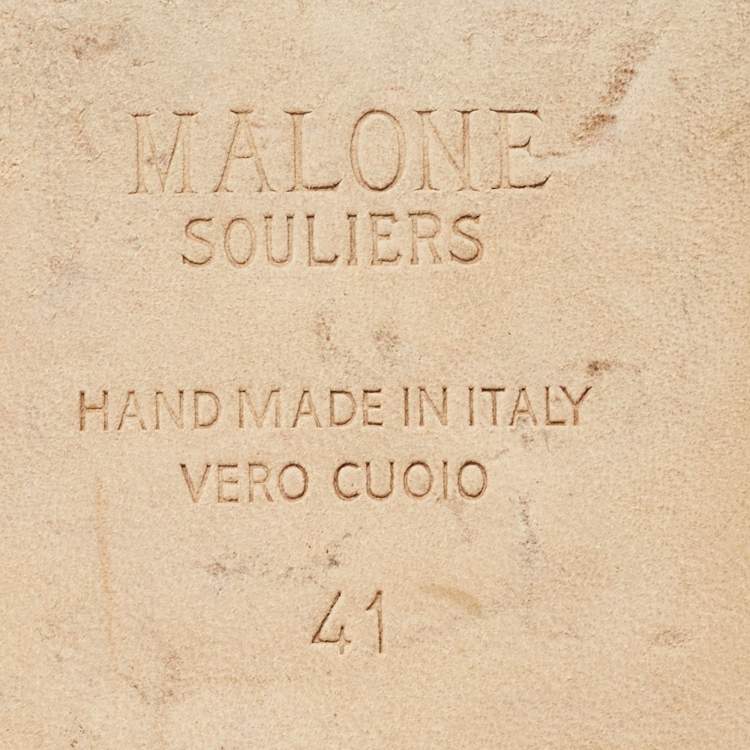 MALONE
SOULIERS
HAND MADE IN ITALY
VERO CUOIO
41